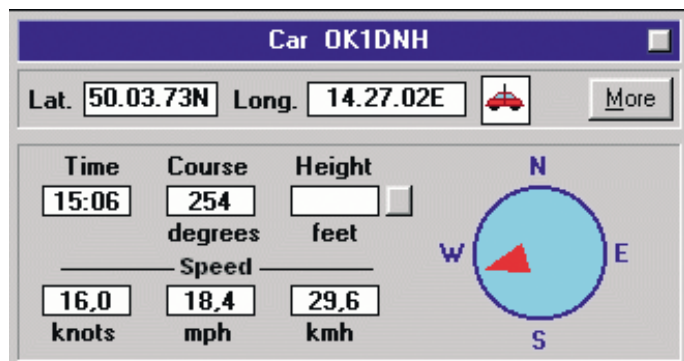 Car OK1DNH
Lat. 50.03.73N Long. 14.27.02E More
Time Course Height N
15:06 254
degrees feet
W E
Speed
16,0 18,4 29,6
knots mph kmh
S